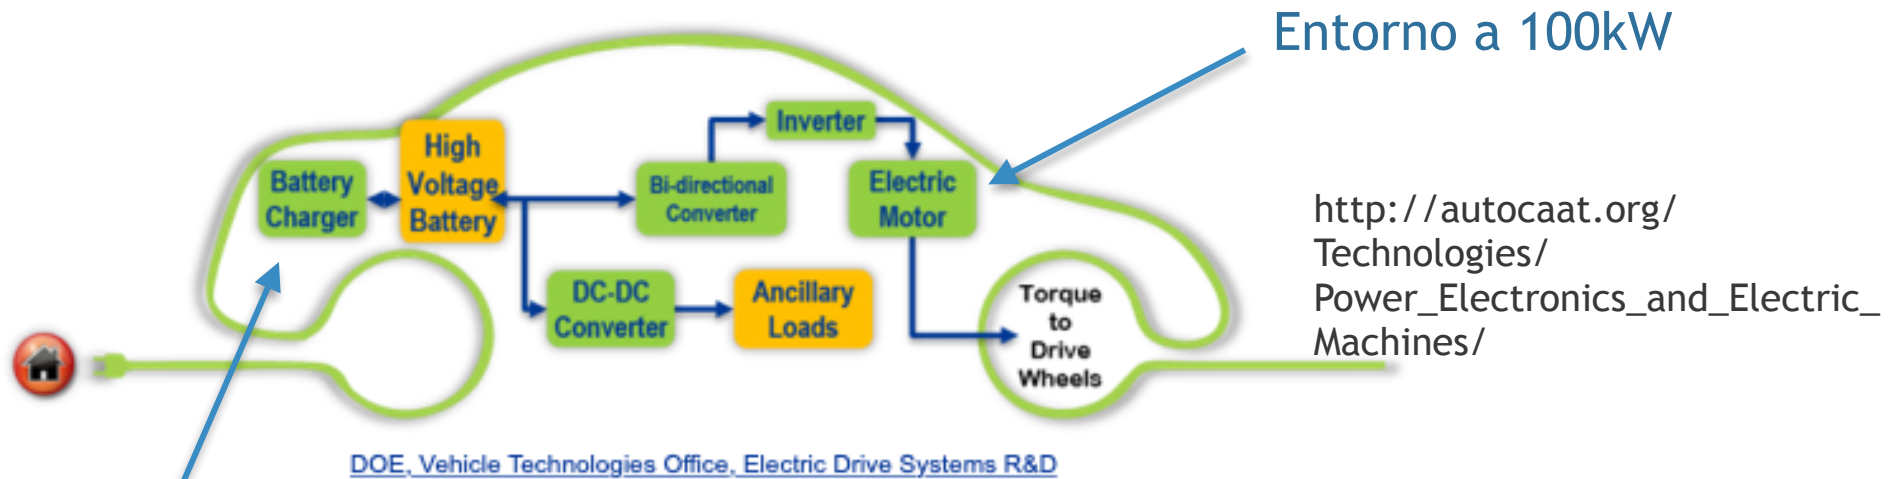 Entorno a 100kW
Inverter
High
Voltage
Battery
Battery
Charger
Bi-directional
Converter
Electric
Motor
http://autocaat.org/
Technologies/
Power_Electronics_and_Electric_
Machines/
DC-DC
Converter
Ancillary
Loads
Torque
to
Drive
Wheels
DOE, Vehicle Technologies Office, Electric Drive Systems R&D